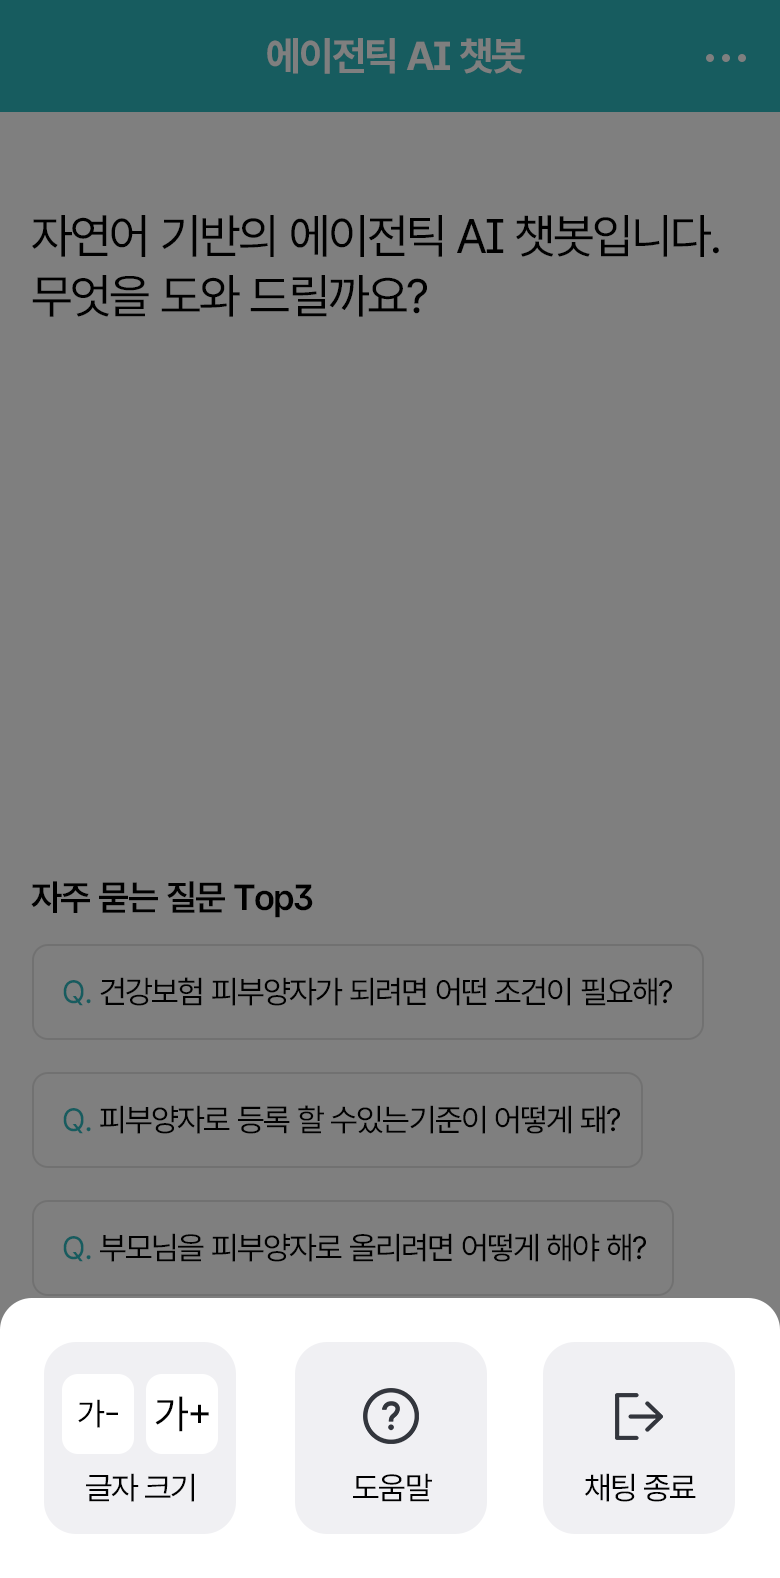 에이전틱 AI 챗봇
자연어 기반의 에이전틱 AI 챗봇입니다.
무엇을 도와 드릴까요?
자주 묻는 질문 Top3
Q. 건강보험 피부양자가 되려면 어떤 조건이 필요해?
Q. 피부양자로 등록 할 수있는기준이 어떻게 돼?
Q. 부모님을 피부양자로 올리려면 어떻게 해야 해?
가- 가+
글자 크기
도움말
채팅 종료